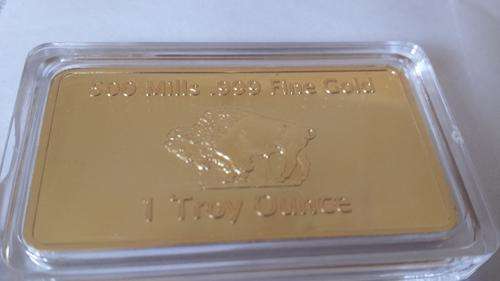 500 Mills .999 Fine Gold
1 Troy Ounce